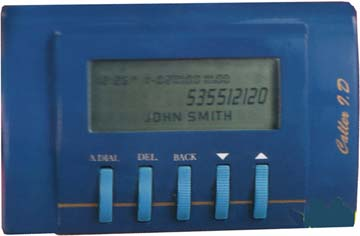 535512120
JOHN SMITH
A.DIAL DEL. BACK
Caller I.D